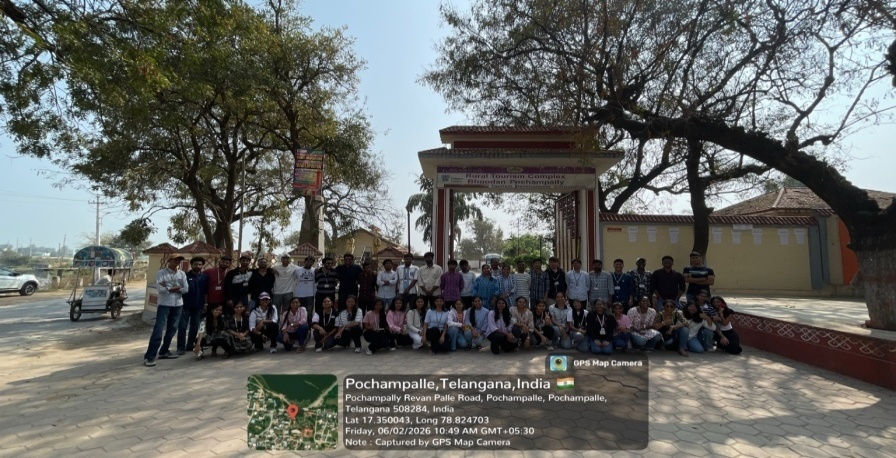 Rural Tourism Complex
Bhoodan Pochampally
GPS Map Camera
Pochampalle,Telangana,India
Pochampally Revan Palle Road, Pochampalle, Pochampalle,
Telangana 508284, India
Lat 17.350043, Long 78.824703
Friday, 06/02/2026 10:49 AM GMT+05:30
Note : Captured by GPS Map Camera